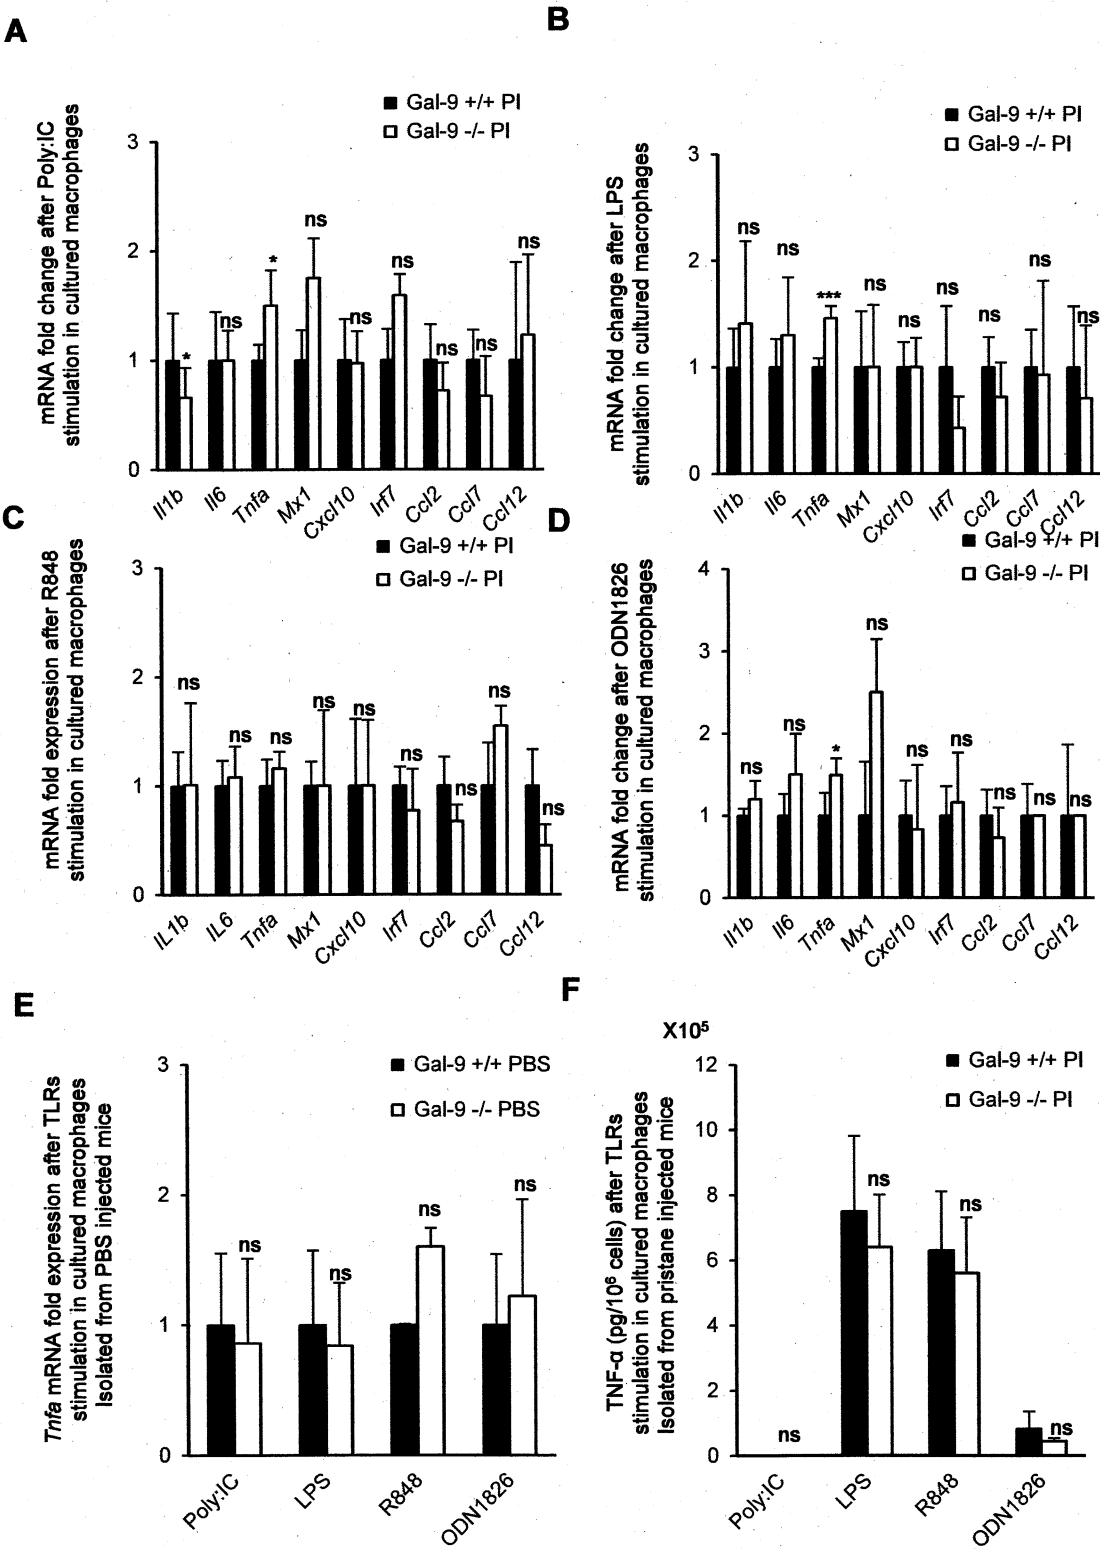 A
mRNA fold change after Poly:IC
stimulation in cultured macrophages
Gal-9 +/+ PI
Gal-9 -/- PI
3
2
1
0
*
ns
*
ns
ns
ns
ns
ns
ns
Il1b
Il6
Tnfa
Mx1
Cxcl10
Irf7
Ccl2
Ccl7
Ccl12
B
mRNA fold change after LPS
stimulation in cultured macrophages
Gal-9 +/+ PI
Gal-9 -/- PI
3
2
1
0
ns
ns
***
ns
ns
ns
ns
ns
ns
Il1b
Il6
Tnfa
Mx1
Cxcl10
Irf7
Ccl2
Ccl7
Ccl12
C
mRNA fold expression after R848
stimulation in cultured macrophages
Gal-9 +/+ PI
Gal-9 -/- PI
3
2
1
0
ns
ns
ns
ns
ns
ns
ns
ns
ns
IL1b
IL6
Tnfa
Mx1
Cxcl10
Irf7
Ccl2
Ccl7
Ccl12
D
mRNA fold change after ODN1826
stimulation in cultured macrophages
Gal-9 +/+ PI
Gal-9 -/- PI
4
3
2
1
0
ns
ns
*
ns
ns
ns
ns
ns
ns
Il1b
Il6
Tnfa
Mx1
Cxcl10
Irf7
Ccl2
Ccl7
Ccl12
E
Tnfa mRNA fold expression after TLRs
stimulation in cultured macrophages
Isolated from PBS injected mice
Gal-9 +/+ PBS
Gal-9 -/- PBS
3
2
1
0
ns
ns
ns
ns
Poly:IC
LPS
R848
ODN1826
F
X10⁵
TNF-α (pg/10⁶ cells) after TLRs
stimulation in cultured macrophages
Isolated from pristane injected mice
Gal-9 +/+ PI
Gal-9 -/- PI
12
10
8
6
4
2
0
ns
ns
ns
ns
Poly:IC
LPS
R848
ODN1826